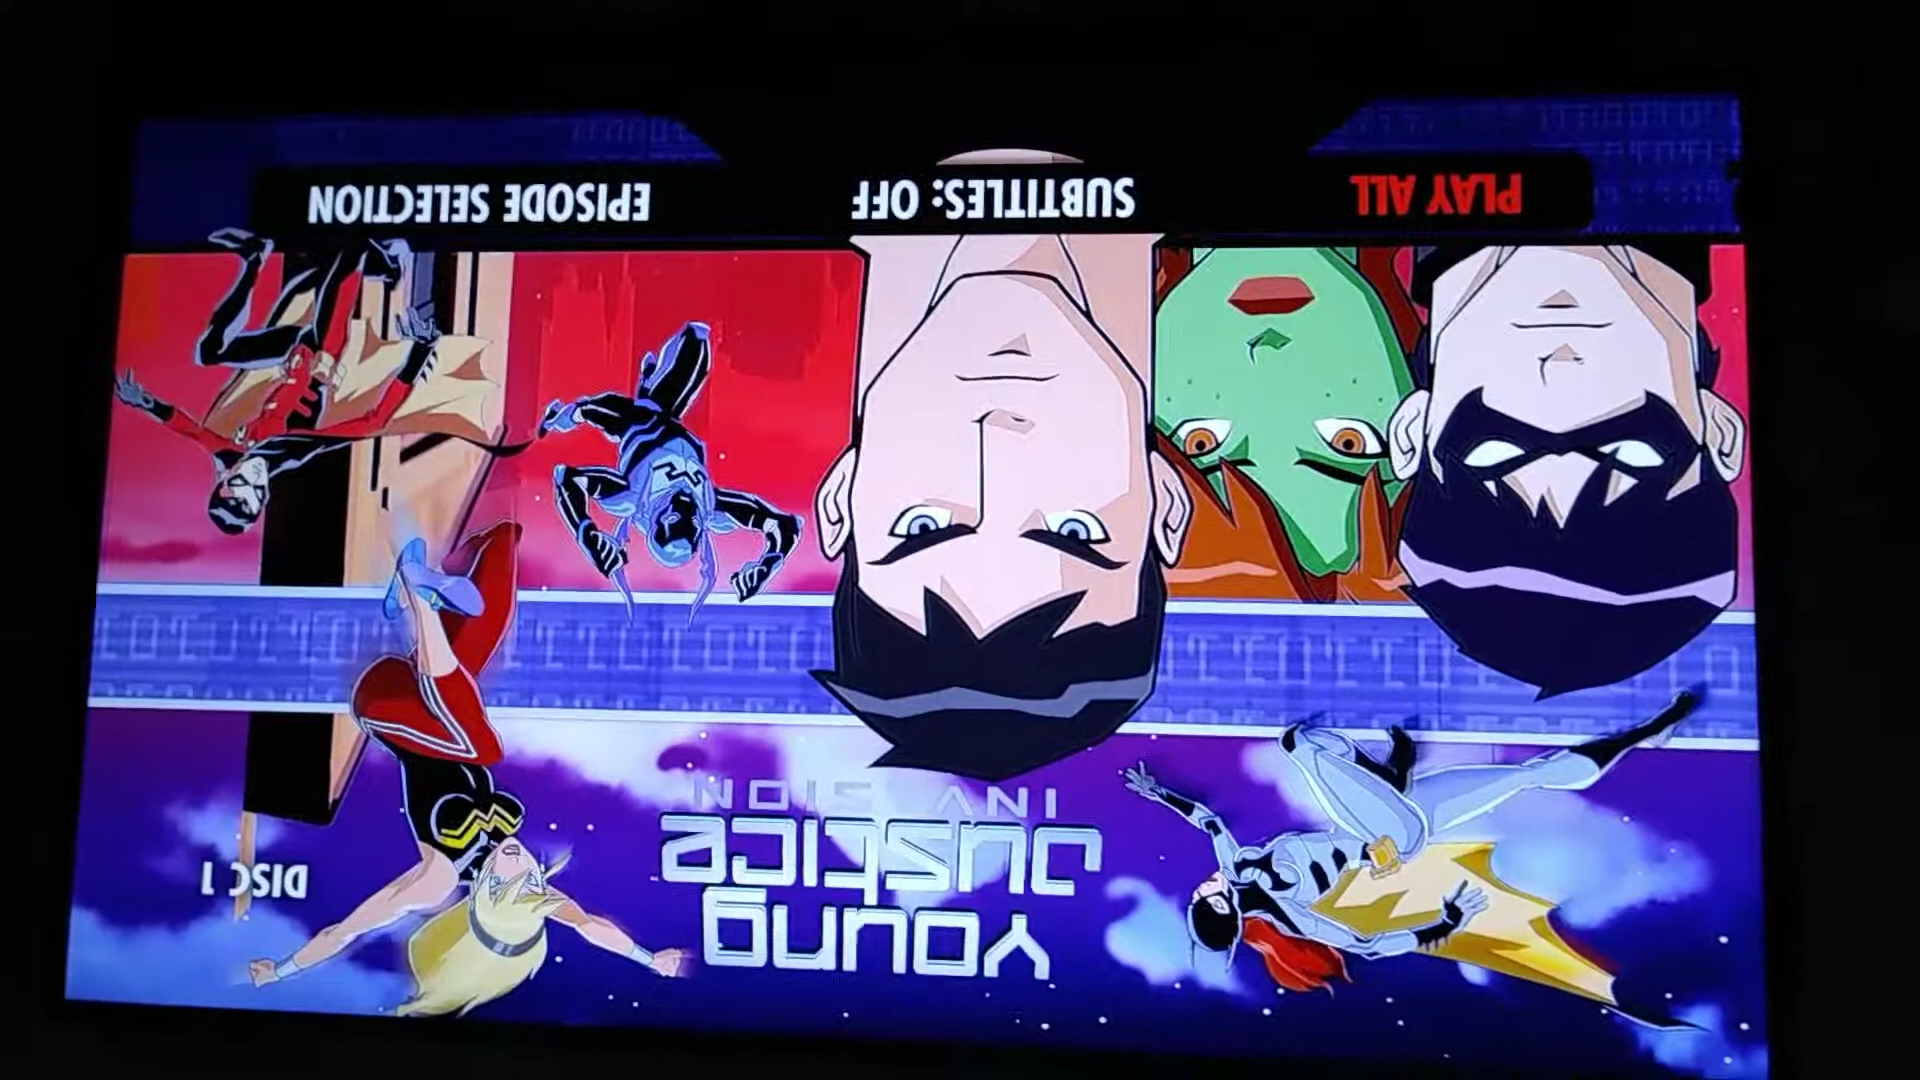 YOUNG
JUSTICE
INVASION
DISC 1
PLAY ALL
SUBTITLES: OFF
EPISODE SELECTION